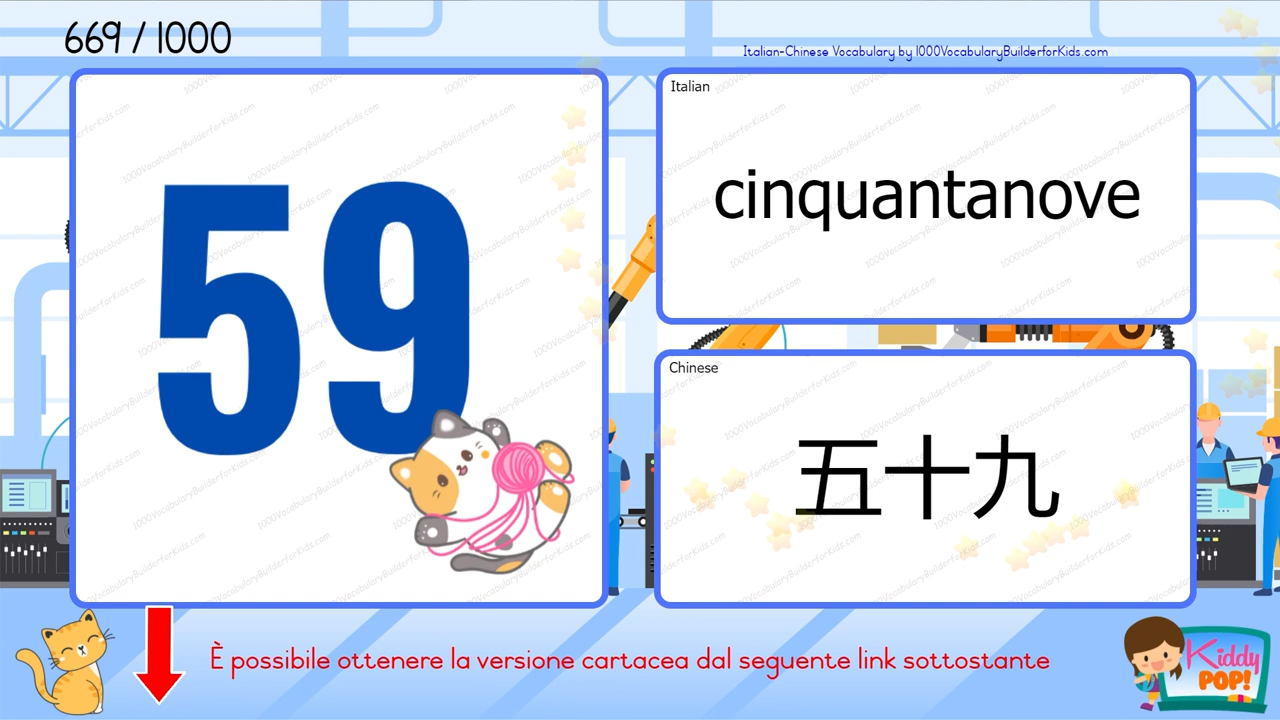 669 / 1000
Italian-Chinese Vocabulary by 1000VocabularyBuilderforKids.com
59
Italian
cinquantanove
Chinese
五十九
È possibile ottenere la versione cartacea dal seguente link sottostante
Kiddy
POP!